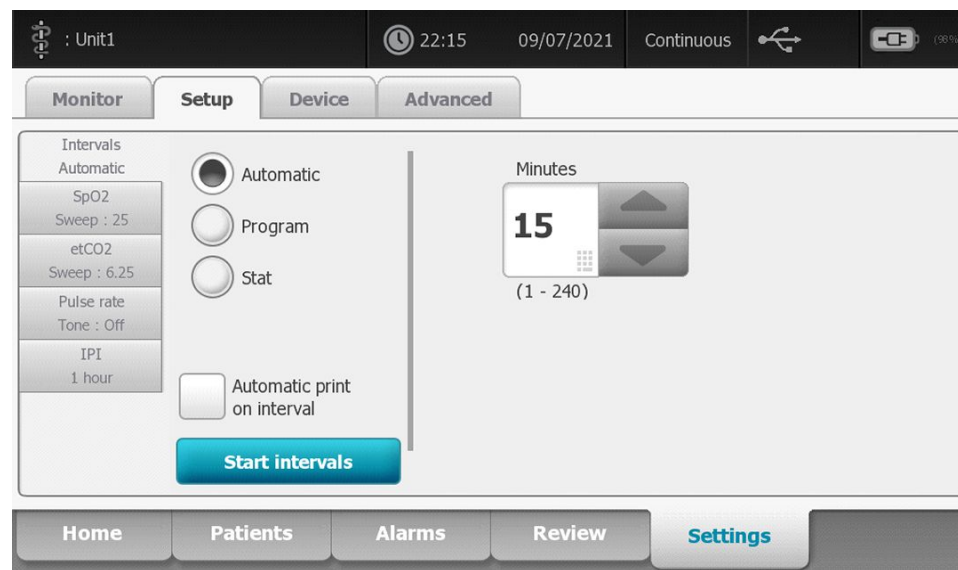 : Unit1
22:15
09/07/2021
Continuous
(98%
Monitor
Setup
Device
Advanced
Intervals
Automatic
SpO2
Sweep : 25
etCO2
Sweep : 6.25
Pulse rate
Tone : Off
IPI
1 hour
Automatic
Program
Stat
Automatic print
on interval
Start intervals
Minutes
15
(1 - 240)
Home
Patients
Alarms
Review
Settings